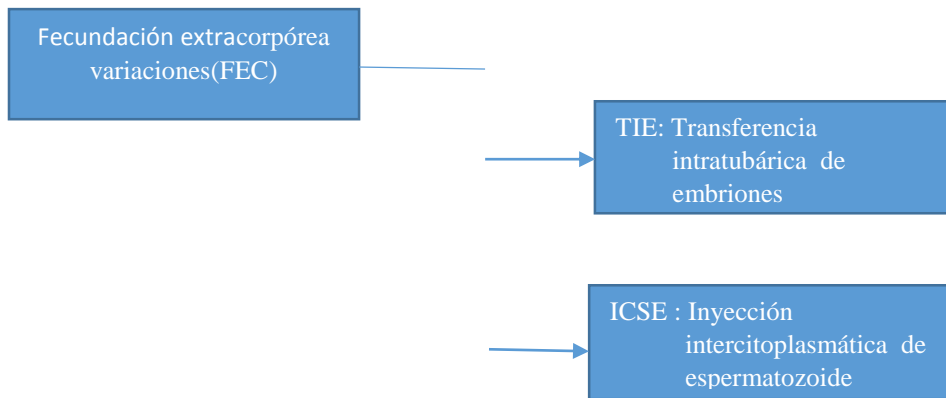 Fecundación extracorpórea
variaciones(FEC)
TIE: Transferencia
intratubárica de
embriones
ICSE : Inyección
intercitoplasmática de
espermatozoide